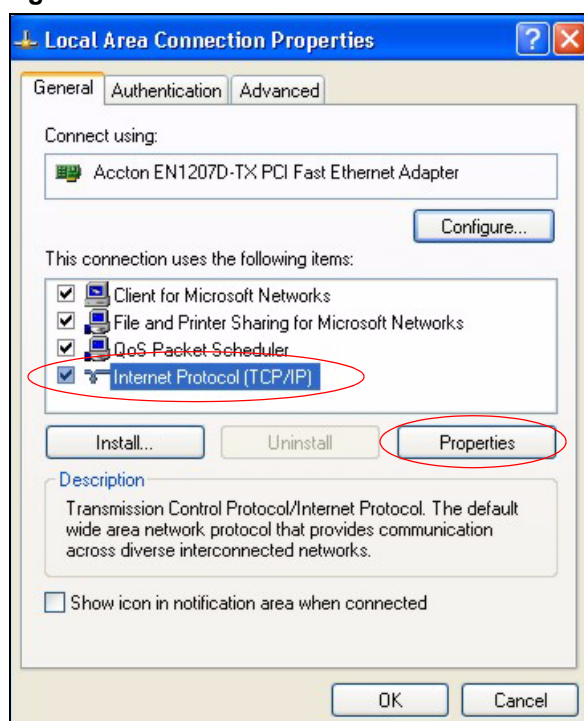 Local Area Connection Properties
General Authentication Advanced
Connect using:
Accton EN1207D-TX PCI Fast Ethernet Adapter
Configure...
This connection uses the following items:
Client for Microsoft Networks
File and Printer Sharing for Microsoft Networks
QoS Packet Scheduler
Internet Protocol (TCP/IP)
Install... Uninstall Properties
Description
Transmission Control Protocol/Internet Protocol. The default
wide area network protocol that provides communication
across diverse interconnected networks.
Show icon in notification area when connected
OK Cancel